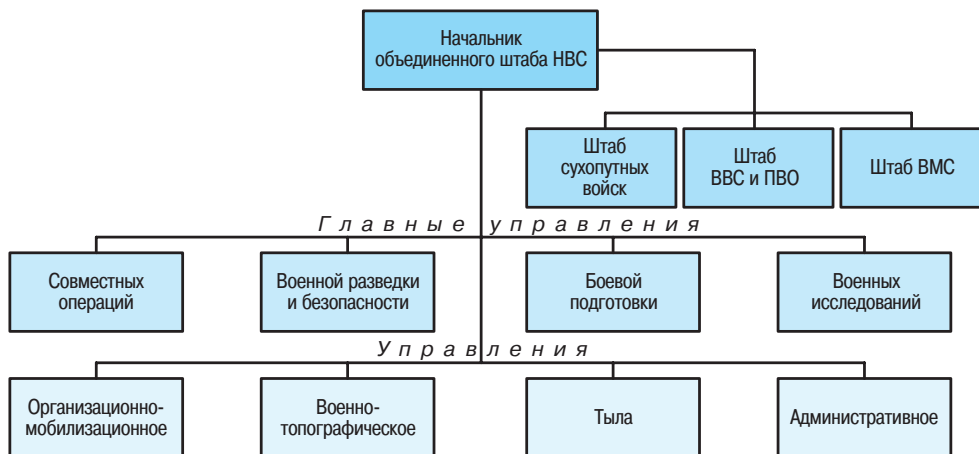 Начальник
объединенного штаба НВС
Штаб
сухопутных
войск
Штаб
ВВС и ПВО
Штаб ВМС
Главные управления
Совместных
операций
Военной разведки
и безопасности
Боевой
подготовки
Военных
исследований
Управления
Организационно-
мобилизационное
Военно-
топографическое
Тыла
Административное